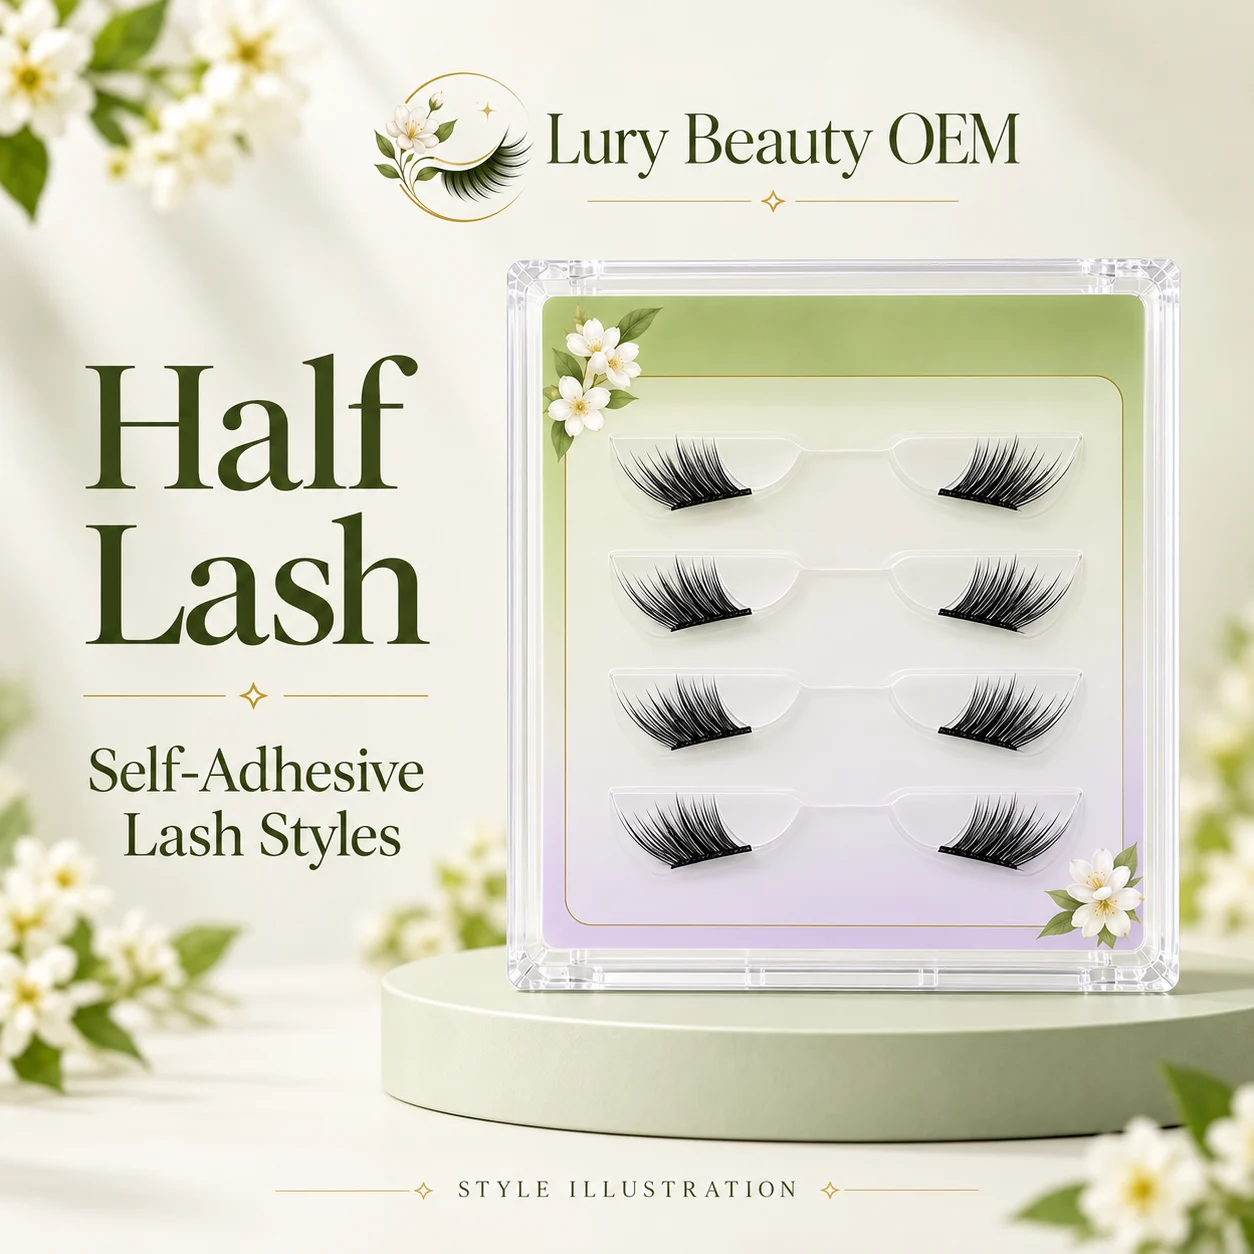 Lury Beauty OEM
Half
Lash
Self-Adhesive
Lash Styles
STYLE ILLUSTRATION